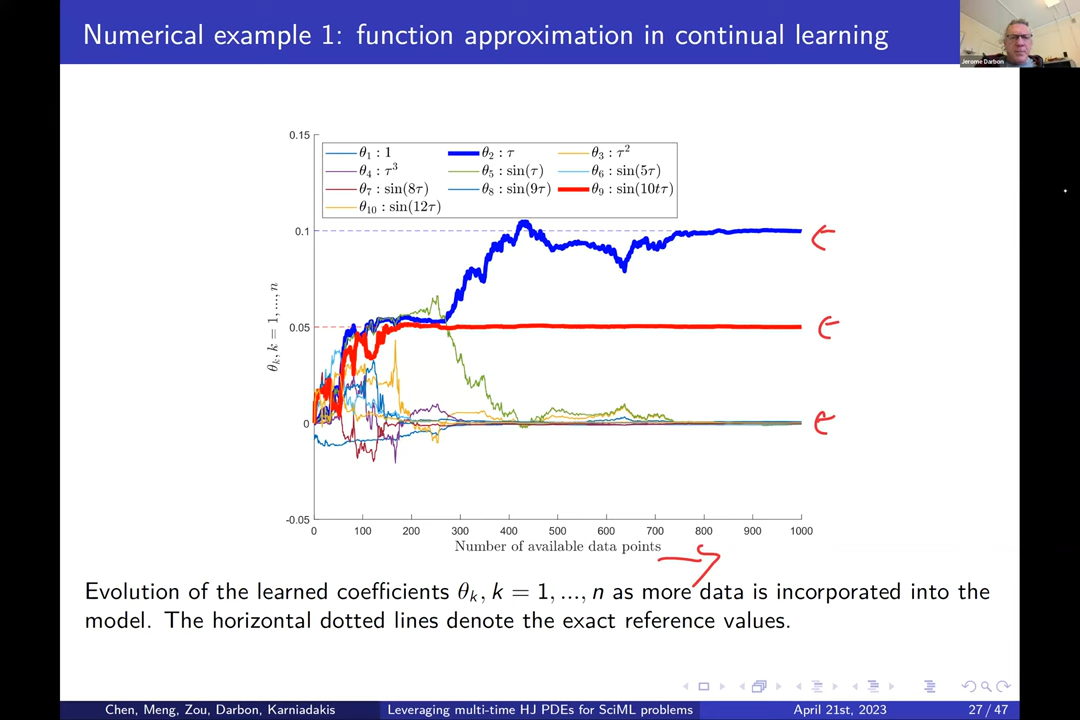 Numerical example 1: function approximation in continual learning
Jerome Darbon
0.15
θ₁ : 1 θ₂ : τ θ₃ : τ²
θ₄ : τ³ θ₅ : sin(τ) θ₆ : sin(5τ)
θ₇ : sin(8τ) θ₈ : sin(9τ) θ₉ : sin(10tτ)
θ₁₀ : sin(12τ)
0.1
0.05
0
-0.05
θₖ, k = 1, ..., n
0 100 200 300 400 500 600 700 800 900 1000
Number of available data points
Evolution of the learned coefficients θₖ, k = 1, ..., n as more data is incorporated into the
model. The horizontal dotted lines denote the exact reference values.
Chen, Meng, Zou, Darbon, Karniadakis Leveraging multi-time HJ PDEs for SciML problems April 21st, 2023 27 / 47